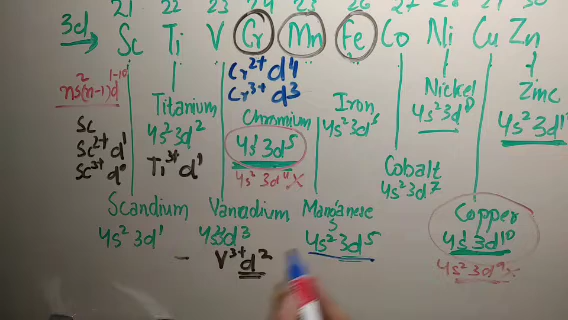 21 22 23 24 25 26 27 28 29 30
3d → Sc Ti V Cr Mn Fe Co Ni Cu Zn
ns²(n-1)d¹⁻¹⁰
Cr²⁺ d⁴
Cr³⁺ d³
Sc
Sc²⁺ d¹
Sc³⁺ d⁰
Titanium
4s² 3d²
Ti³⁺ d¹
Chromium
4s¹ 3d⁵
4s² 3d⁴ x
Iron
4s² 3d⁶
Nickel
4s² 3d⁸
Zinc
4s² 3d¹⁰
Cobalt
4s² 3d⁷
Scandium
4s² 3d¹
Vanadium
4s² 3d³
V³⁺ d²
Manganese
4s² 3d⁵
Copper
4s¹ 3d¹⁰
4s² 3d⁹ x